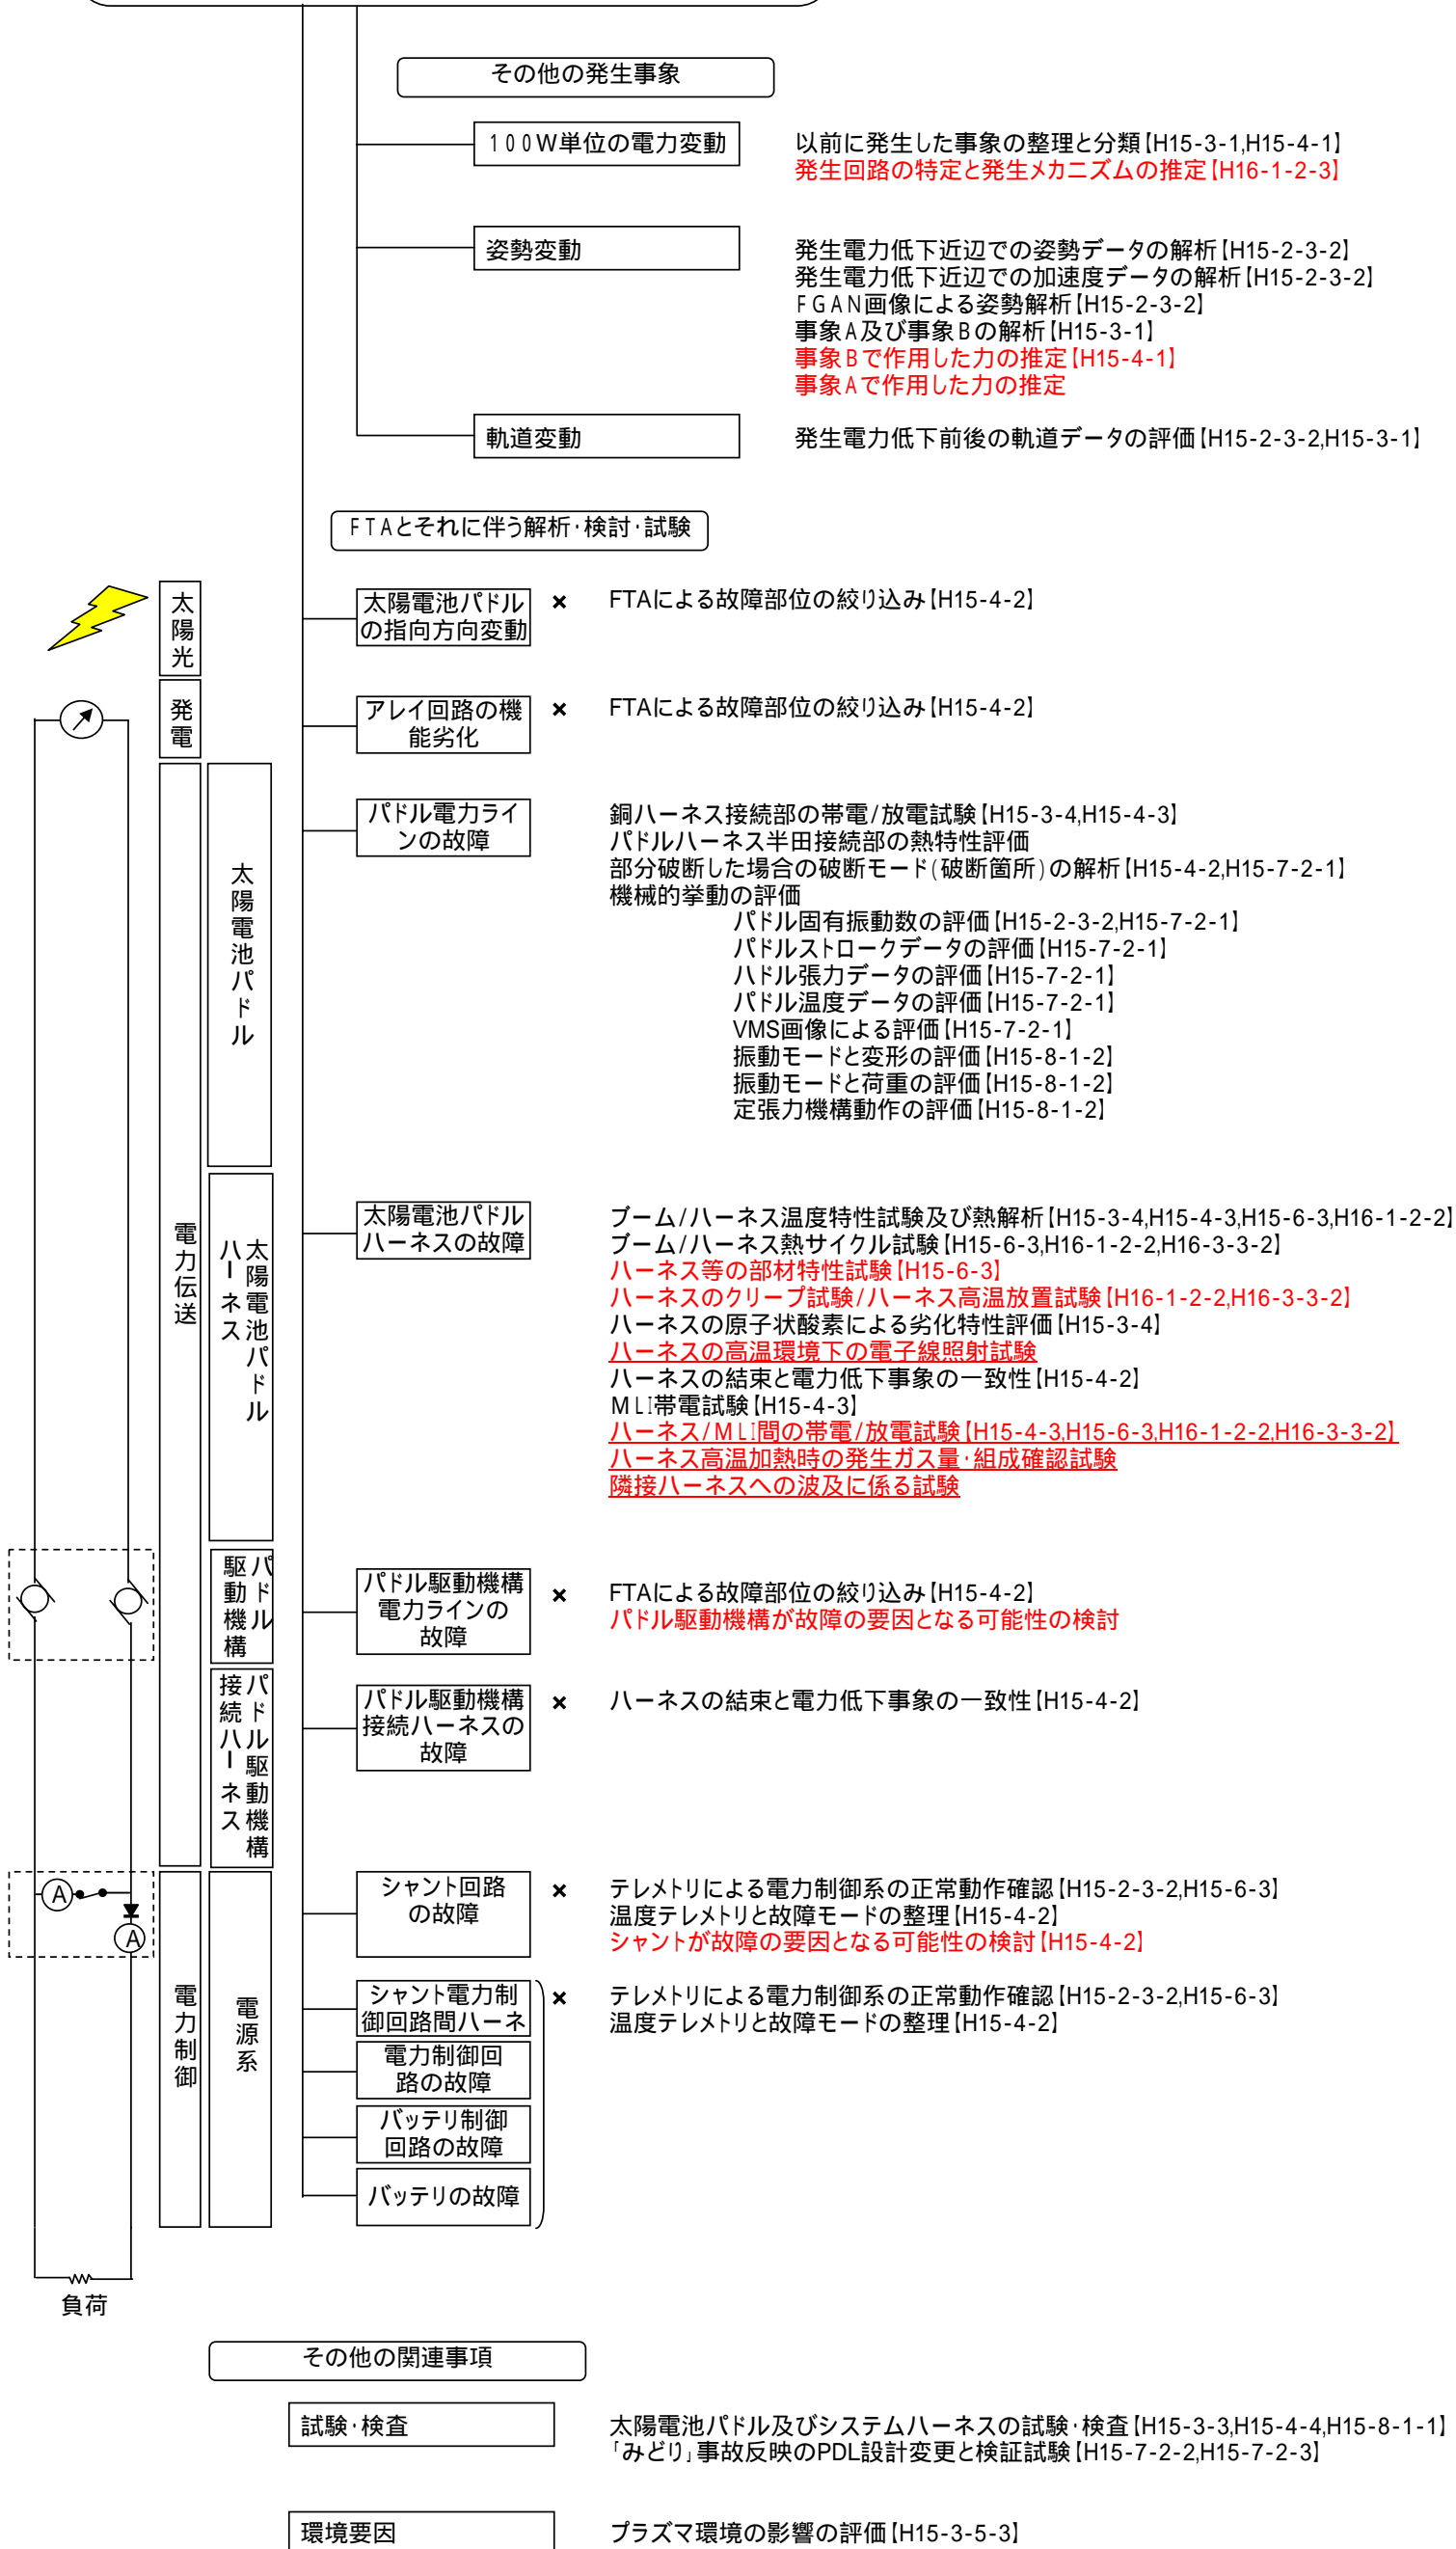 その他の発生事象
100W単位の電力変動
以前に発生した事象の整理と分類【H15-3-1,H15-4-1】
発生回路の特定と発生メカニズムの推定【H16-1-2-3】
姿勢変動
発生電力低下近辺での姿勢データの解析【H15-2-3-2】
発生電力低下近辺での加速度データの解析【H15-2-3-2】
FGAN画像による姿勢解析【H15-2-3-2】
事象A及び事象Bの解析【H15-3-1】
事象Bで作用した力の推定【H15-4-1】
事象Aで作用した力の推定
軌道変動
発生電力低下前後の軌道データの評価【H15-2-3-2,H15-3-1】
FTAとそれに伴う解析・検討・試験
太陽光
太陽電池パドル
の指向方向変動
× FTAによる故障部位の絞り込み【H15-4-2】
発電
アレイ回路の機
能劣化
× FTAによる故障部位の絞り込み【H15-4-2】
電力伝送
太陽電池パドル
パドル電力ライ
ンの故障
銅ハーネス接続部の帯電/放電試験【H15-3-4,H15-4-3】
パドルハーネス半田接続部の熱特性評価
部分破断した場合の破断モード(破断箇所)の解析【H15-4-2,H15-7-2-1】
機械的挙動の評価
パドル固有振動数の評価【H15-2-3-2,H15-7-2-1】
パドルストロークデータの評価【H15-7-2-1】
ハドル張力データの評価【H15-7-2-1】
パドル温度データの評価【H15-7-2-1】
VMS画像による評価【H15-7-2-1】
振動モードと変形の評価【H15-8-1-2】
振動モードと荷重の評価【H15-8-1-2】
定張力機構動作の評価【H15-8-1-2】
太陽電池パドル
ハーネス
太陽電池パドル
ハーネスの故障
ブーム/ハーネス温度特性試験及び熱解析【H15-3-4,H15-4-3,H15-6-3,H16-1-2-2】
ブーム/ハーネス熱サイクル試験【H15-6-3,H16-1-2-2,H16-3-3-2】
ハーネス等の部材特性試験【H15-6-3】
ハーネスのクリープ試験/ハーネス高温放置試験【H16-1-2-2,H16-3-3-2】
ハーネスの原子状酸素による劣化特性評価【H15-3-4】
ハーネスの高温環境下の電子線照射試験
ハーネスの結束と電力低下事象の一致性【H15-4-2】
MLI帯電試験【H15-4-3】
ハーネス/MLI間の帯電/放電試験【H15-4-3,H15-6-3,H16-1-2-2,H16-3-3-2】
ハーネス高温加熱時の発生ガス量・組成確認試験
隣接ハーネスへの波及に係る試験
パドル
駆動機構
パドル駆動機構
電力ラインの
故障
× FTAによる故障部位の絞り込み【H15-4-2】
パドル駆動機構が故障の要因となる可能性の検討
パドル駆動機構
接続ハーネス
パドル駆動機構
接続ハーネスの
故障
× ハーネスの結束と電力低下事象の一致性【H15-4-2】
A
A
電力制御
電源系
シャント回路
の故障
× テレメトリによる電力制御系の正常動作確認【H15-2-3-2,H15-6-3】
温度テレメトリと故障モードの整理【H15-4-2】
シャントが故障の要因となる可能性の検討【H15-4-2】
シャント電力制
御回路間ハーネ
× テレメトリによる電力制御系の正常動作確認【H15-2-3-2,H15-6-3】
温度テレメトリと故障モードの整理【H15-4-2】
電力制御回
路の故障
バッテリ制御
回路の故障
バッテリの故障
負荷
その他の関連事項
試験・検査
太陽電池パドル及びシステムハーネスの試験・検査【H15-3-3,H15-4-4,H15-8-1-1】
「みどり」事故反映のPDL設計変更と検証試験【H15-7-2-2,H15-7-2-3】
環境要因
プラズマ環境の影響の評価【H15-3-5-3】